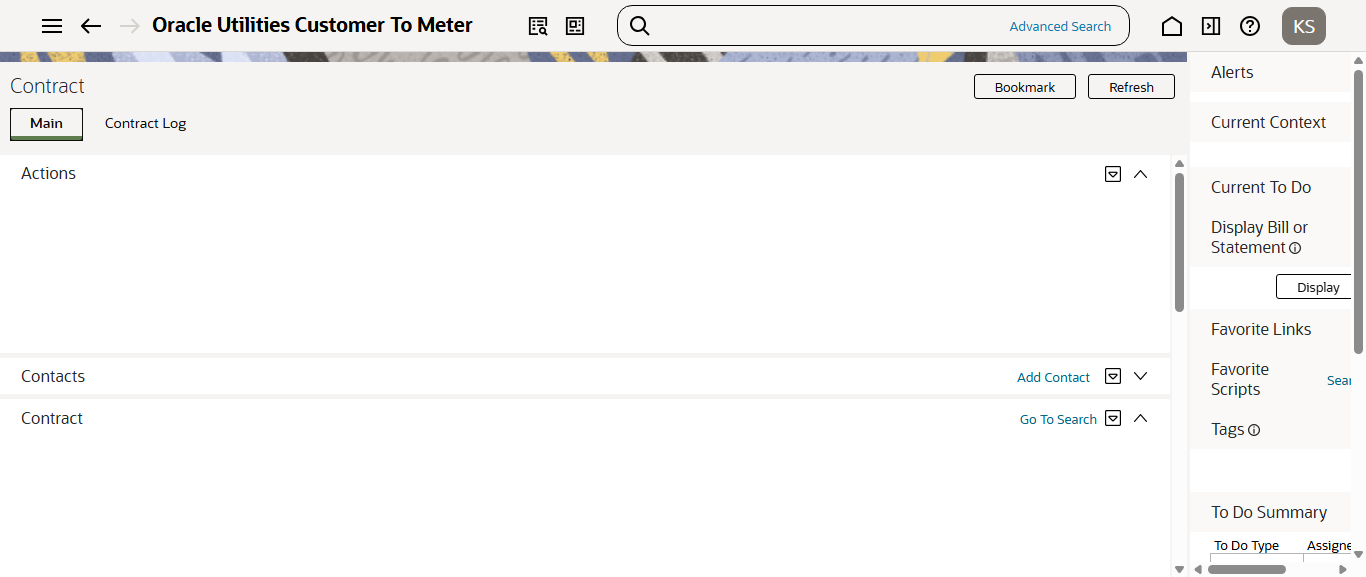 Oracle Utilities Customer To Meter
Advanced Search
KS
Contract
Bookmark
Refresh
Main
Contract Log
Actions
Contacts
Add Contact
Contract
Go To Search
Alerts
Current Context
Current To Do
Display Bill or
Statement
Display
Favorite Links
Favorite
Scripts
Sear
Tags
To Do Summary
To Do Type
Assigne